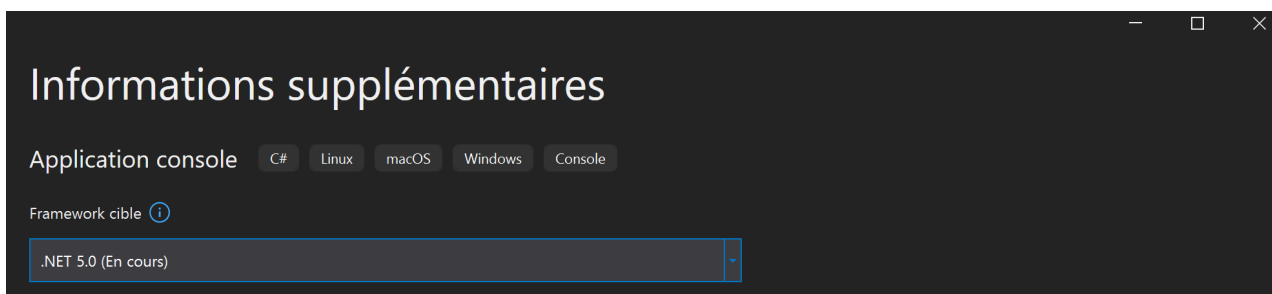 Informations supplémentaires
Application console C# Linux macOS Windows Console
Framework cible
.NET 5.0 (En cours)